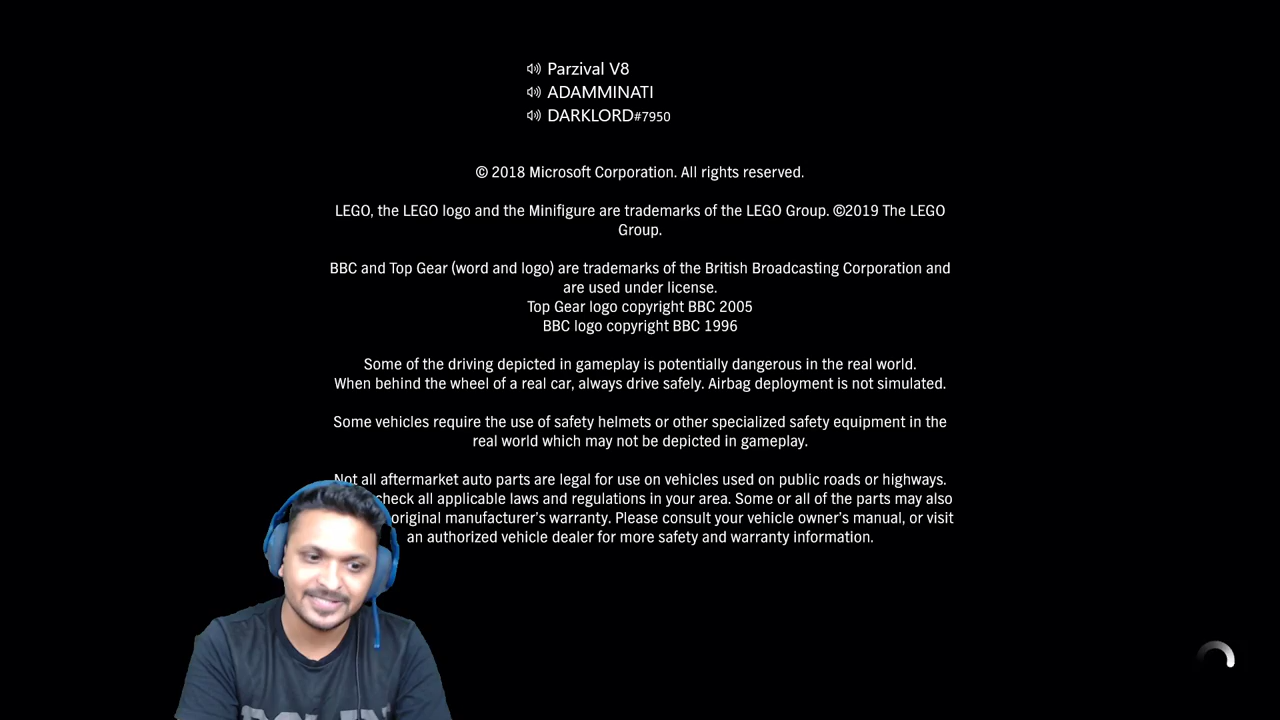 Parzival V8
ADAMMINATI
DARKLORD#7950
© 2018 Microsoft Corporation. All rights reserved.
LEGO, the LEGO logo and the Minifigure are trademarks of the LEGO Group. ©2019 The LEGO
Group.
BBC and Top Gear (word and logo) are trademarks of the British Broadcasting Corporation and
are used under license.
Top Gear logo copyright BBC 2005
BBC logo copyright BBC 1996
Some of the driving depicted in gameplay is potentially dangerous in the real world.
When behind the wheel of a real car, always drive safely. Airbag deployment is not simulated.
Some vehicles require the use of safety helmets or other specialized safety equipment in the
real world which may not be depicted in gameplay.
Not all aftermarket auto parts are legal for use on vehicles used on public roads or highways.
check all applicable laws and regulations in your area. Some or all of the parts may also
original manufacturer's warranty. Please consult your vehicle owner's manual, or visit
an authorized vehicle dealer for more safety and warranty information.